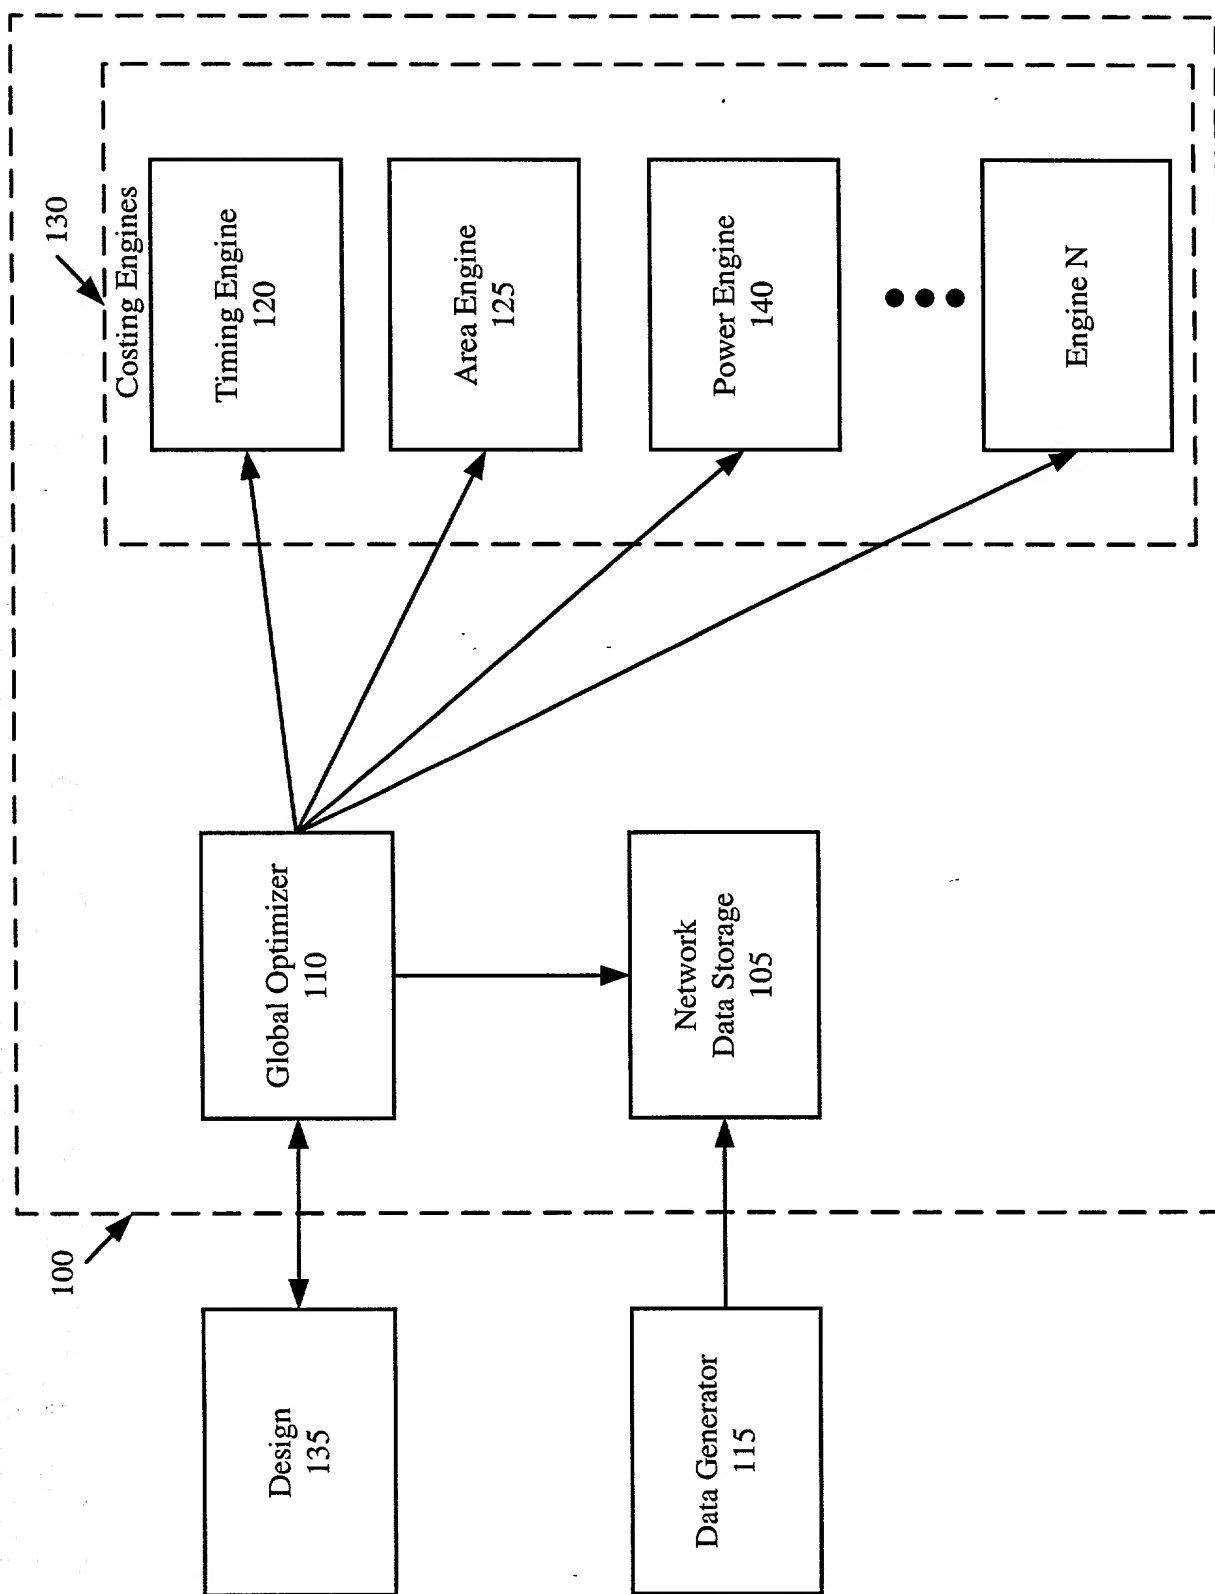 100
Design
135
Data Generator
115
Global Optimizer
110
Network
Data Storage
105
130
Costing Engines
Timing Engine
120
Area Engine
125
Power Engine
140
Engine N